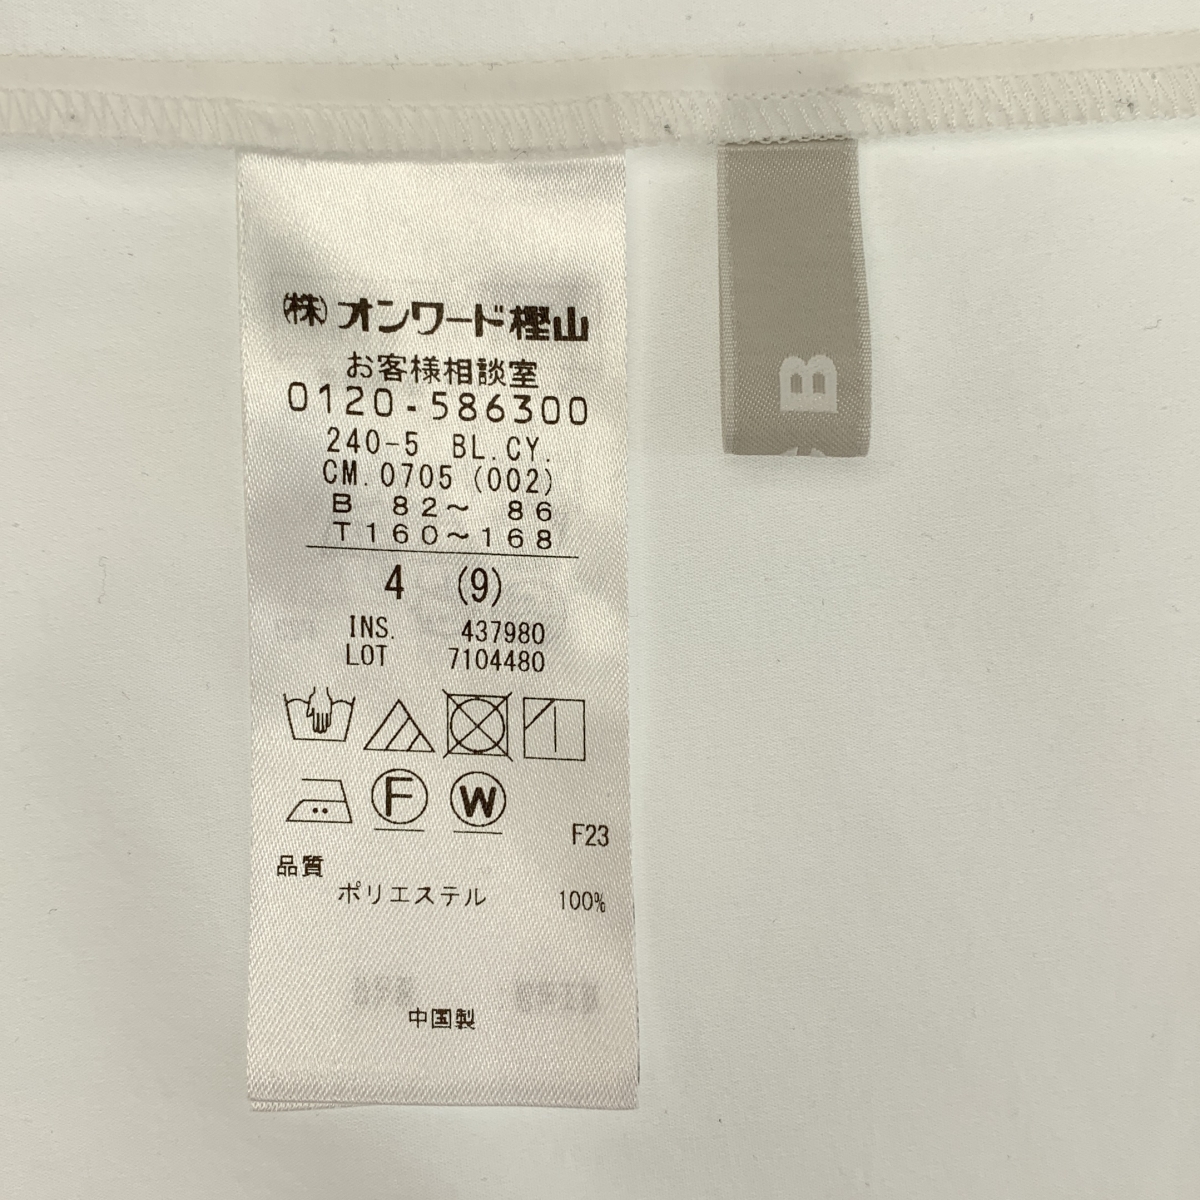 (株)オンワード樫山
お客様相談室
0120-586300
240-5 BL.CY.
CM.0705 (002)
B 82～ 86
T160～168
4 (9)
INS. 437980
LOT 7104480
F
W
F23
品質
ポリエステル 100%
中国製
B